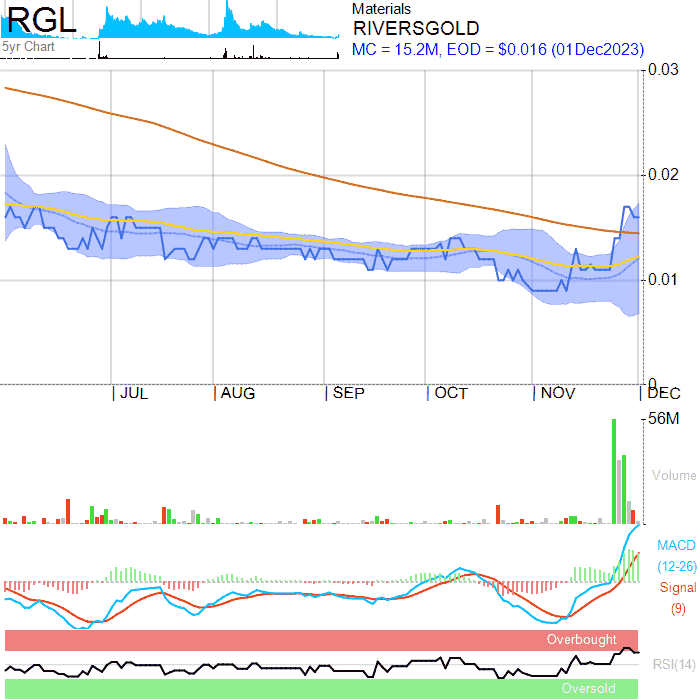 RGL
5yr Chart
Materials
RIVERSGOLD
MC = 15.2M, EOD = $0.016 (01Dec2023)
0.03
0.02
0.01
0
JUL AUG SEP OCT NOV DEC
56M
Volume
MACD
(12-26)
Signal
(9)
Overbought
RSI(14)
Oversold